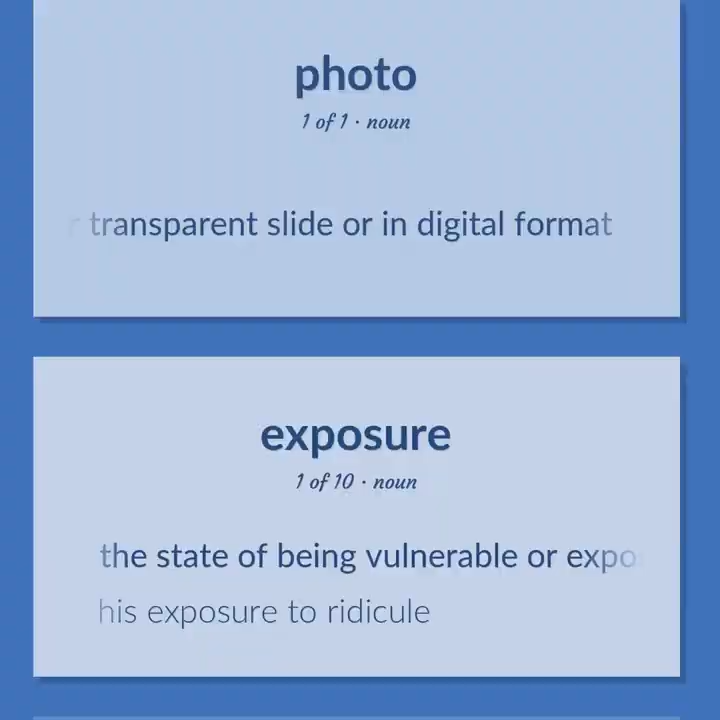 photo
1 of 1 · noun
transparent slide or in digital format
exposure
1 of 10 · noun
the state of being vulnerable or expo
his exposure to ridicule